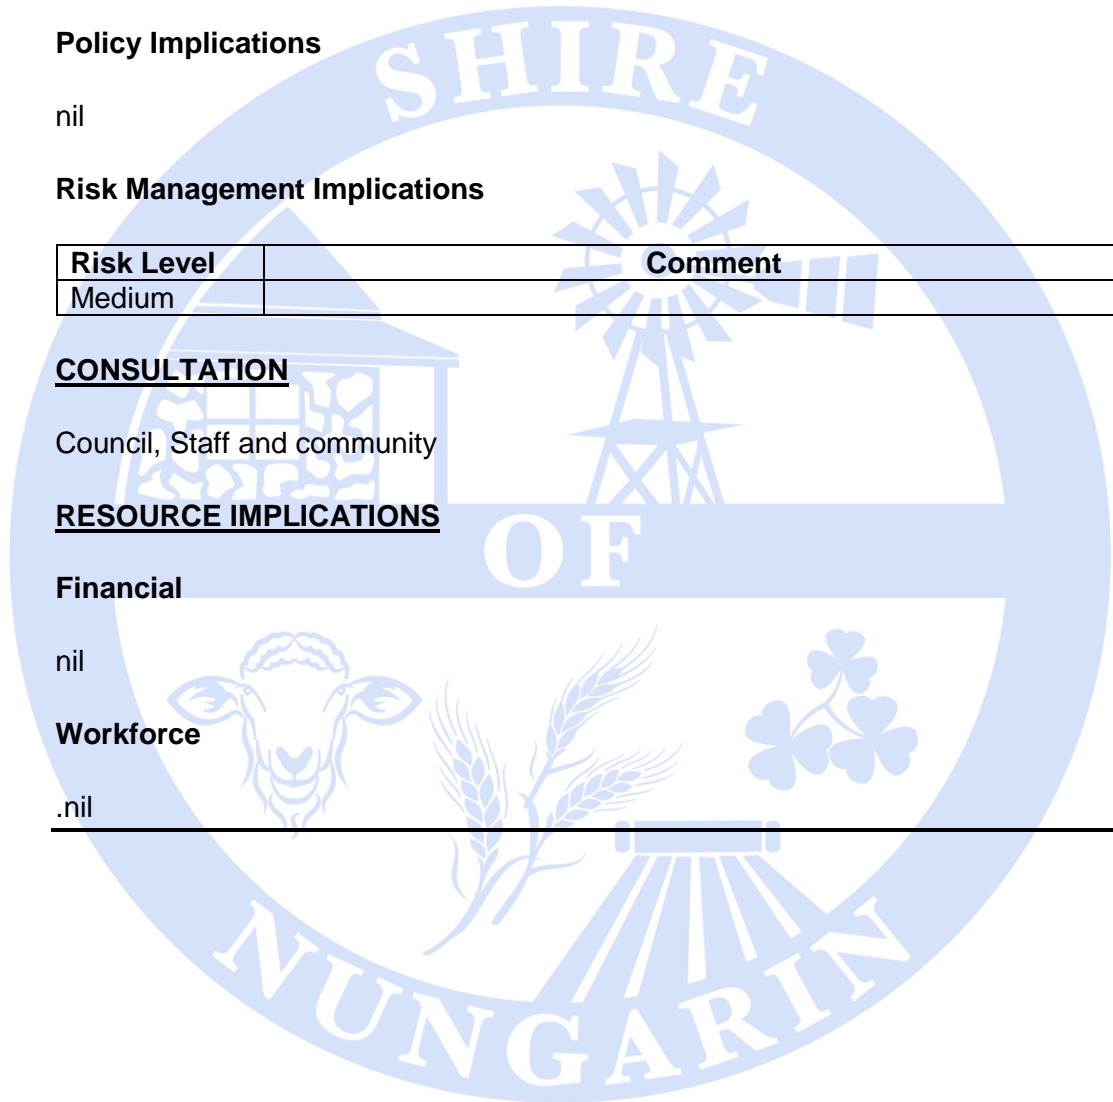 SHIRE
Policy Implications
nil
Risk Management Implications
Risk Level Comment
Medium
CONSULTATION
Council, Staff and community
RESOURCE IMPLICATIONS
OF
Financial
nil
Workforce
.nil
NUNGARIN